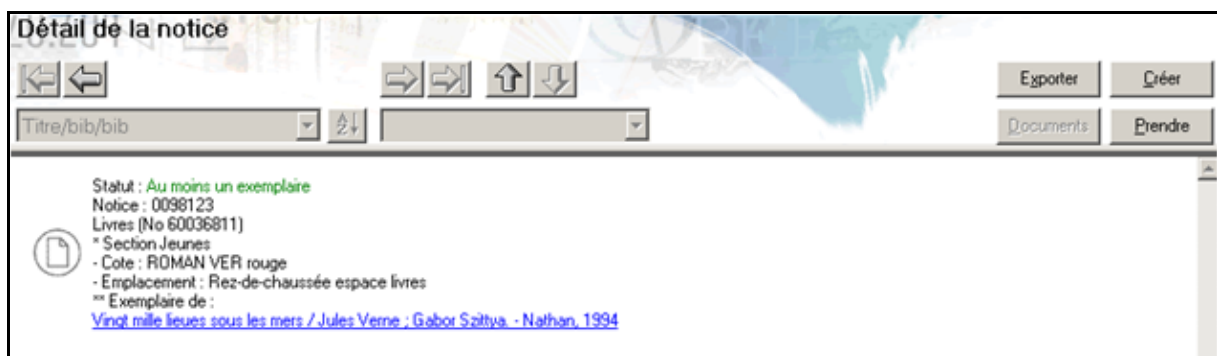 Détail de la notice
Exporter
Créer
Titre/bib/bib
Documents
Prendre
Statut : Au moins un exemplaire
Notice : 0098123
Livres (No 60036811)
* Section Jeunes
- Cote : ROMAN VER rouge
- Emplacement : Rez-de-chaussée espace livres
** Exemplaire de :
Vingt mille lieues sous les mers / Jules Verne ; Gabor Szittya. - Nathan, 1994